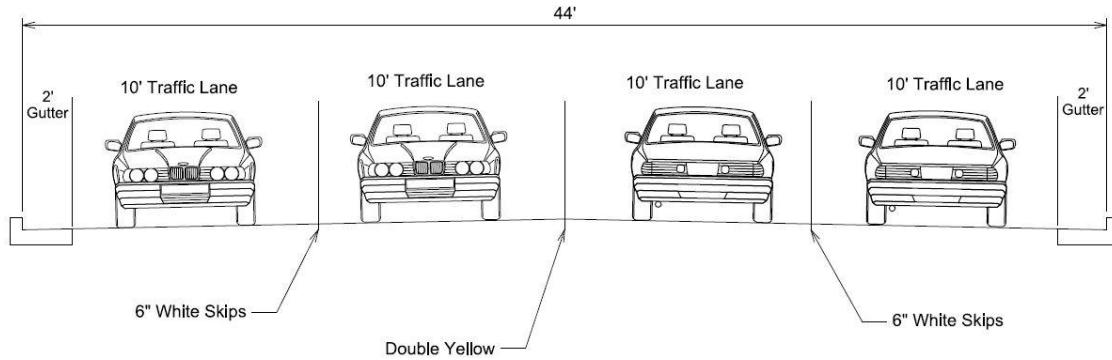 44'
2'
Gutter
10' Traffic Lane
10' Traffic Lane
10' Traffic Lane
10' Traffic Lane
2'
Gutter
6" White Skips
Double Yellow
6" White Skips